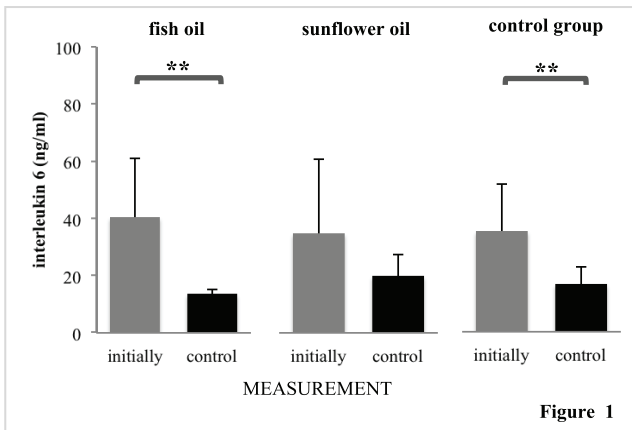 fish oil sunflower oil control group
100
** **
80
60
40
20
0
interleukin 6 (ng/ml)
initially control initially control initially control
MEASUREMENT
Figure 1